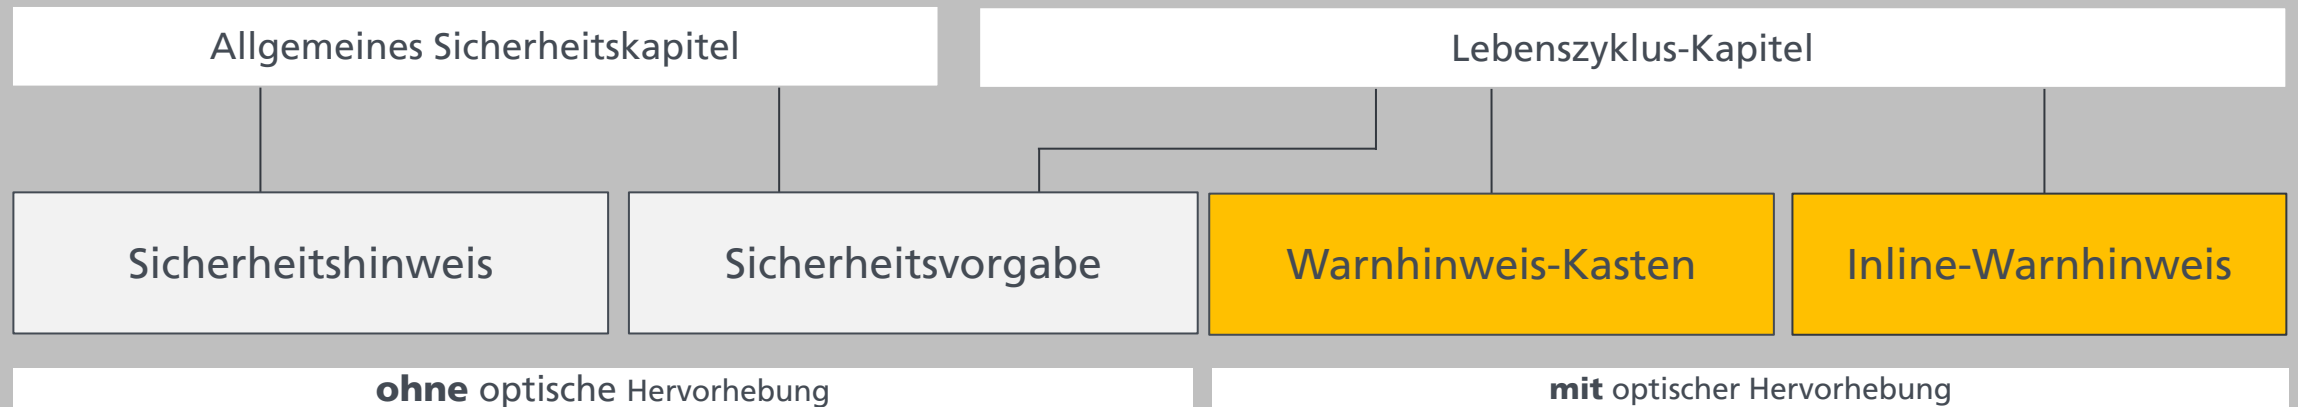 Allgemeines Sicherheitskapitel
Lebenszyklus-Kapitel
Sicherheitshinweis
Sicherheitsvorgabe
Warnhinweis-Kasten
Inline-Warnhinweis
ohne optische Hervorhebung
mit optischer Hervorhebung